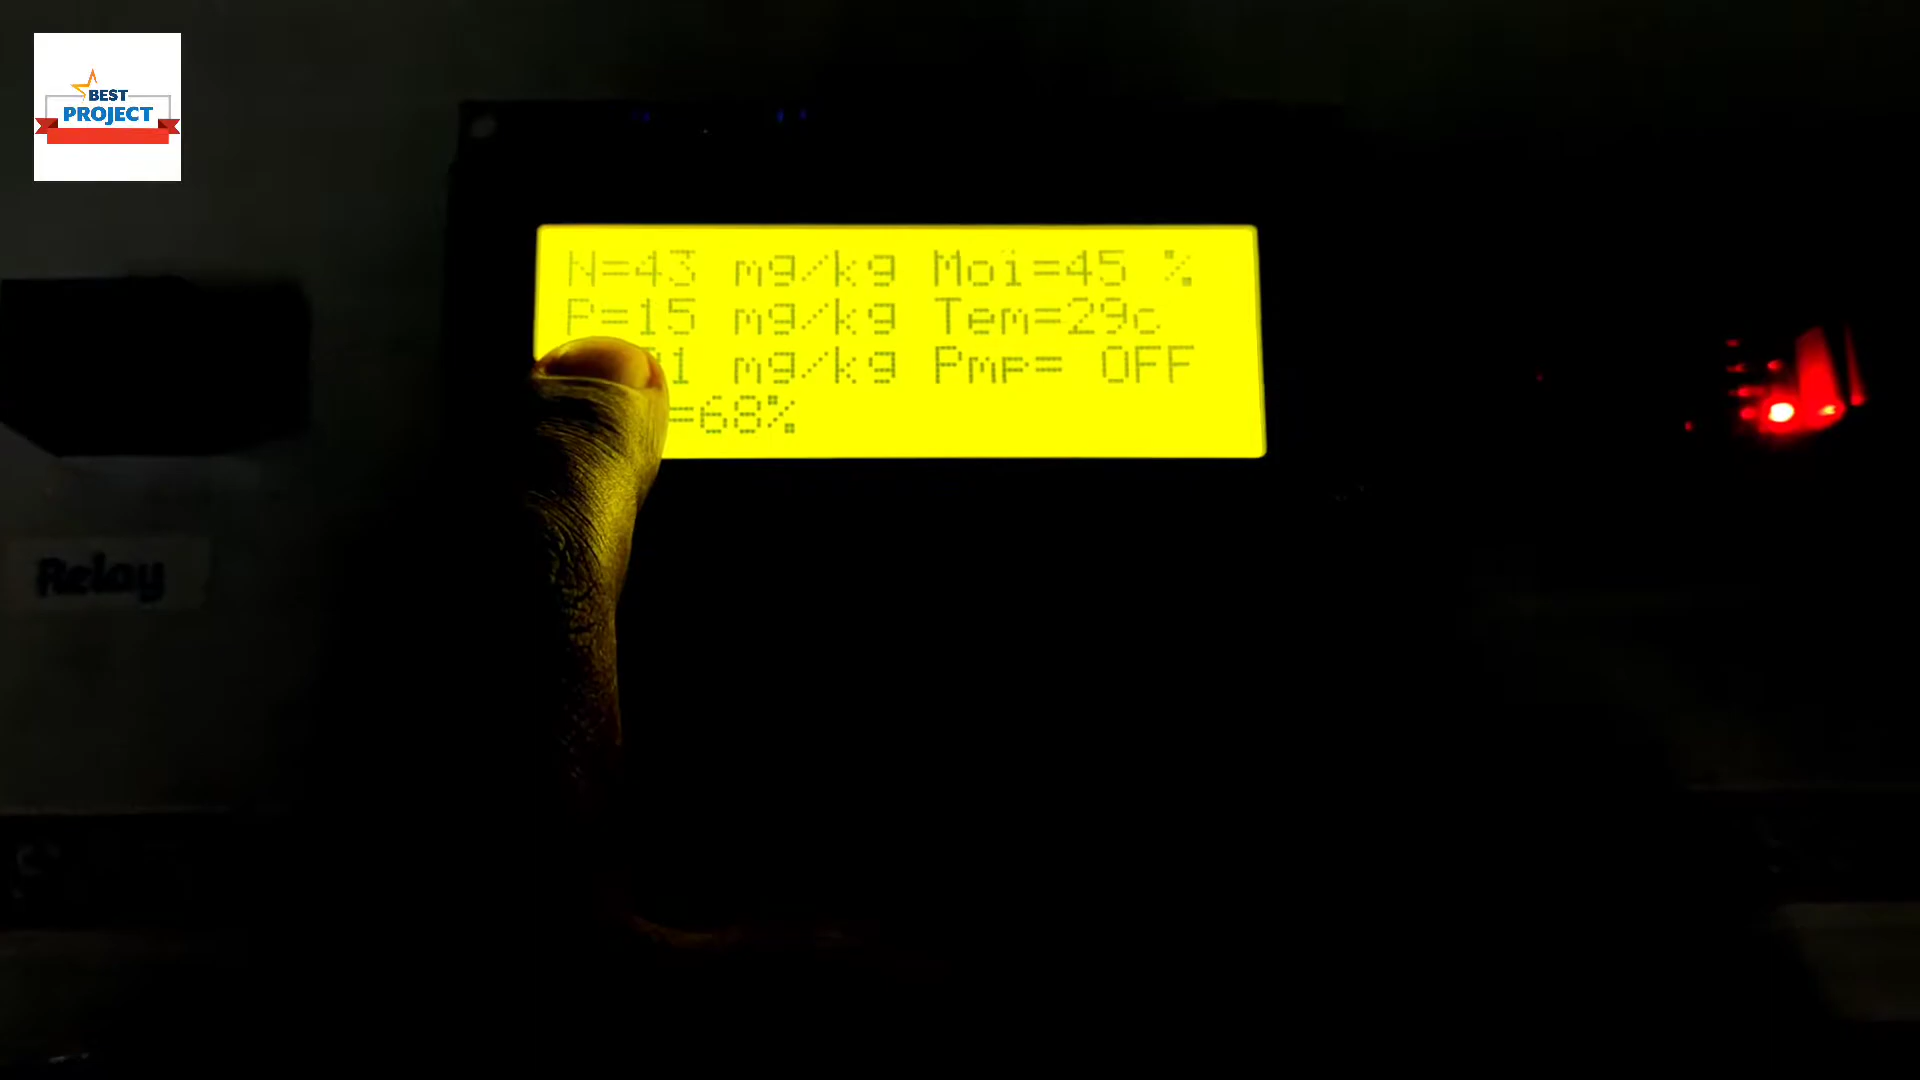 BEST
PROJECT
N=43 mg/kg Moi=45 %
P=15 mg/kg Tem=29c
1 mg/kg Pmp= OFF
=68%
Relay